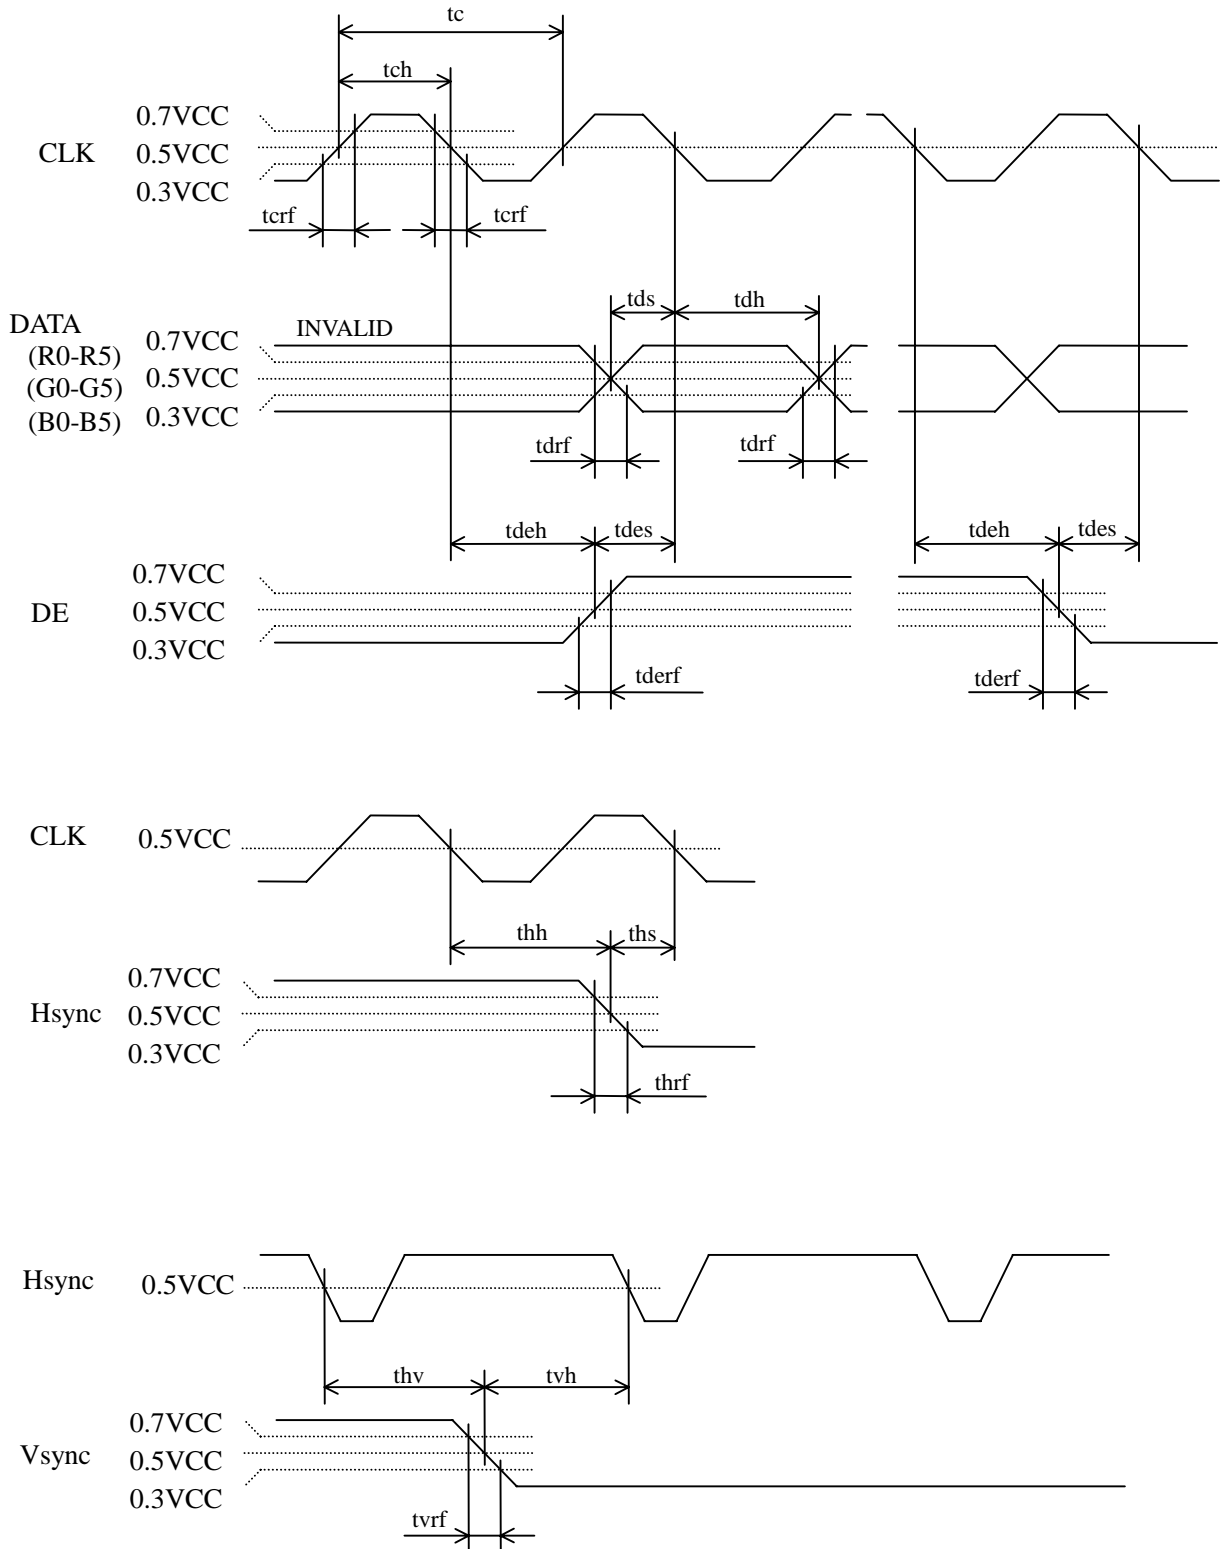 tc
tch
0.7VCC
CLK 0.5VCC
0.3VCC
tcrf tcrf
tds tdh
DATA
INVALID
0.7VCC
(R0-R5)
0.5VCC
(G0-G5)
0.3VCC
(B0-B5)
tdrf tdrf
tdeh tdes tdeh tdes
0.7VCC
DE 0.5VCC
0.3VCC
tderf tderf
CLK 0.5VCC
thh ths
0.7VCC
Hsync 0.5VCC
0.3VCC
thrf
Hsync 0.5VCC
thv tvh
0.7VCC
Vsync 0.5VCC
0.3VCC
tvrf